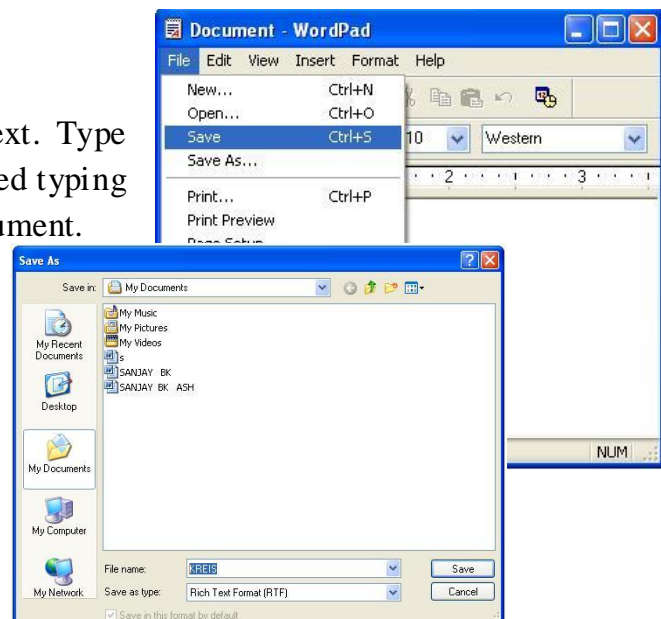 Document - WordPad
File Edit View Insert Format Help
New... Ctrl+N
Open... Ctrl+O
Save Ctrl+S
10 Western
Save As...
2 3
Print... Ctrl+P
Print Preview
Page Setup
ext. Type
ed typing
ument.
Save As
Save in: My Documents
My Music
My Pictures
My Videos
s
SANJAY BK
SANJAY BK ASH
My Recent
Documents
Desktop
My Documents
My Computer
My Network
File name: KREIS Save
Save as type: Rich Text Format (RTF) Cancel
Save in this format by default
NUM